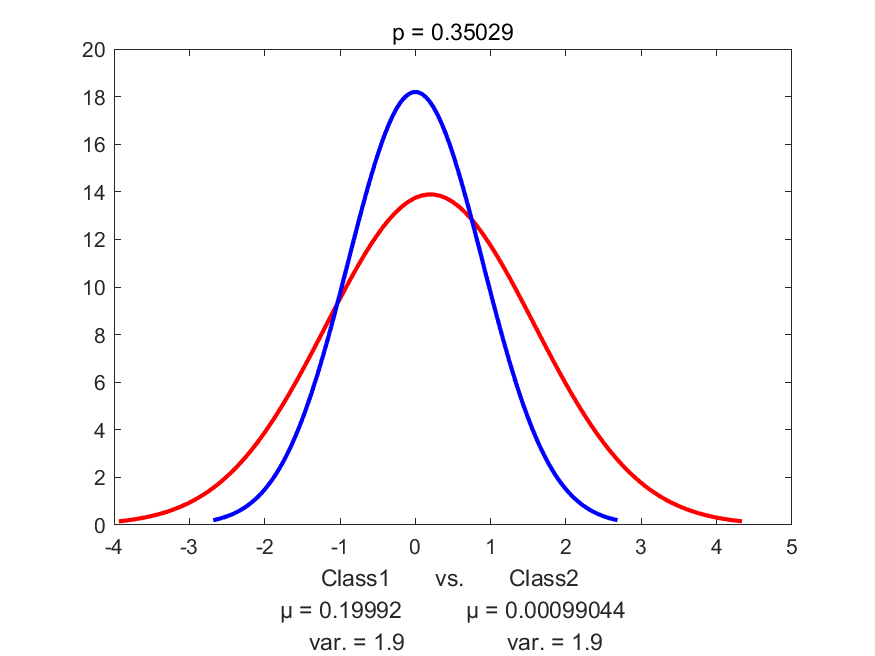 p = 0.35029
20
18
16
14
12
10
8
6
4
2
0
-4 -3 -2 -1 0 1 2 3 4 5
Class1 vs. Class2
μ = 0.19992 μ = 0.00099044
var. = 1.9 var. = 1.9